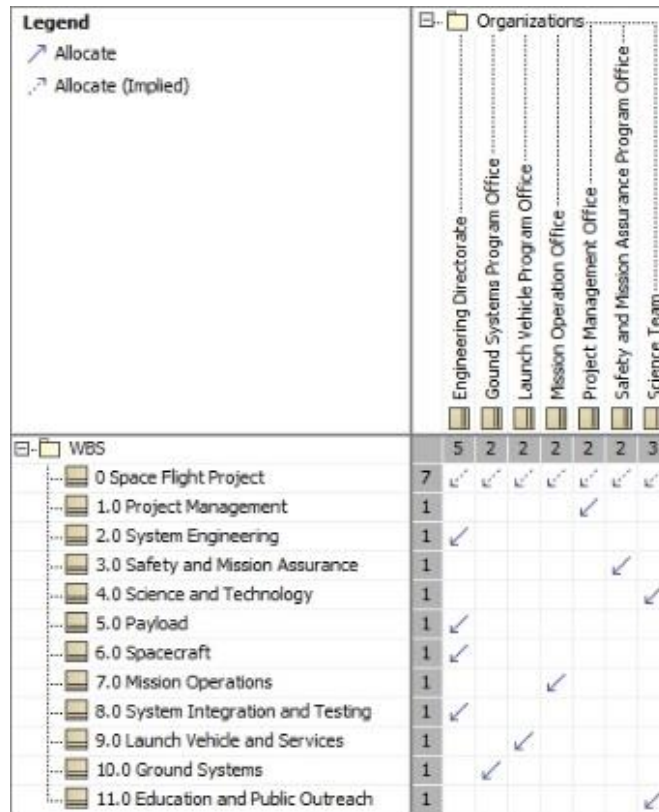 Legend
Allocate
Allocate (Implied)
Organizations
Engineering Directorate
Gound Systems Program Office
Launch Vehicle Program Office
Mission Operation Office
Project Management Office
Safety and Mission Assurance Program Office
Science Team
WBS 5 2 2 2 2 2 3
0 Space Flight Project 7
1.0 Project Management 1
2.0 System Engineering 1
3.0 Safety and Mission Assurance 1
4.0 Science and Technology 1
5.0 Payload 1
6.0 Spacecraft 1
7.0 Mission Operations 1
8.0 System Integration and Testing 1
9.0 Launch Vehicle and Services 1
10.0 Ground Systems 1
11.0 Education and Public Outreach 1